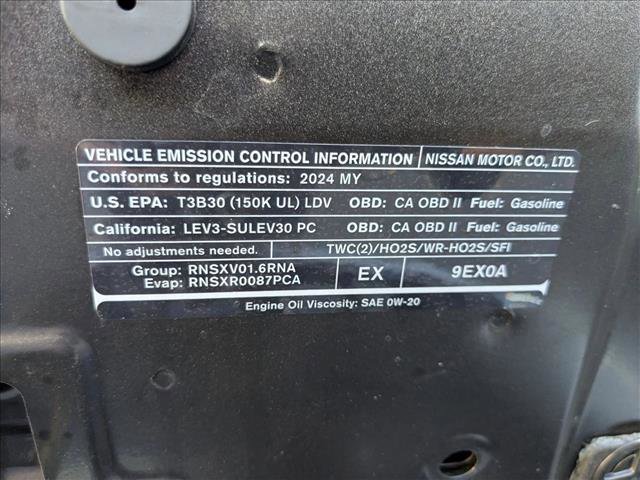 VEHICLE EMISSION CONTROL INFORMATION NISSAN MOTOR CO., LTD.
Conforms to regulations: 2024 MY
U.S. EPA: T3B30 (150K UL) LDV OBD: CA OBD II Fuel: Gasoline
California: LEV3-SULEV30 PC OBD: CA OBD II Fuel: Gasoline
No adjustments needed. TWC(2)/HO2S/WR-HO2S/SFI
Group: RNSXV01.6RNA EX 9EX0A
Evap: RNSXR0087PCA
Engine Oil Viscosity: SAE 0W-20